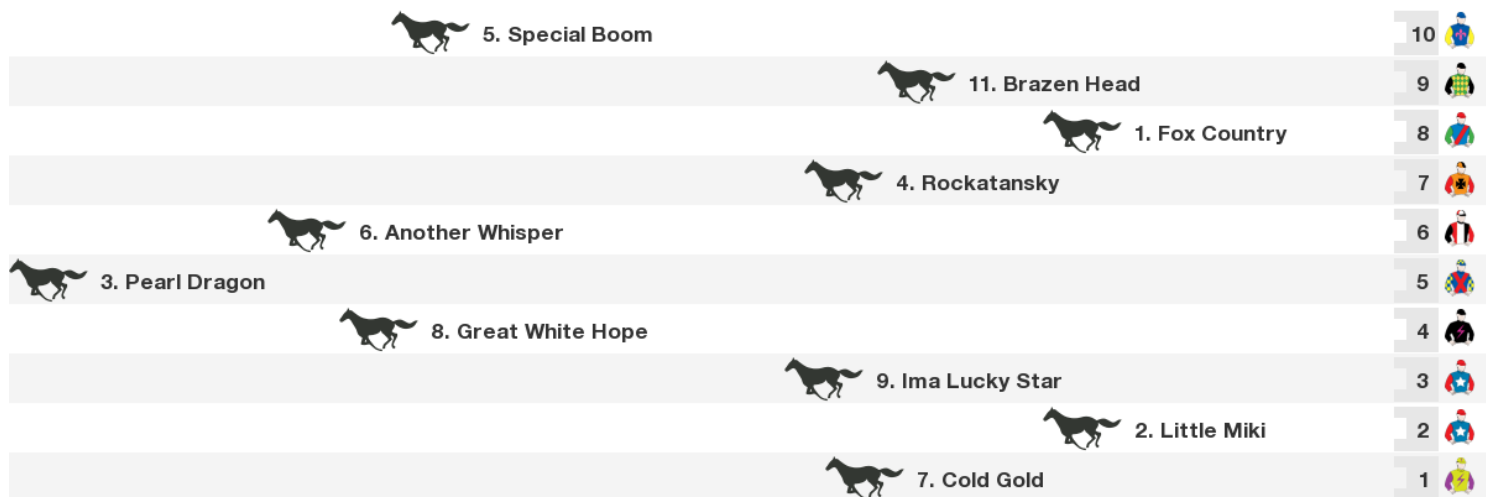 5. Special Boom 10
11. Brazen Head 9
1. Fox Country 8
4. Rockatansky 7
6. Another Whisper 6
3. Pearl Dragon 5
8. Great White Hope 4
9. Ima Lucky Star 3
2. Little Miki 2
7. Cold Gold 1